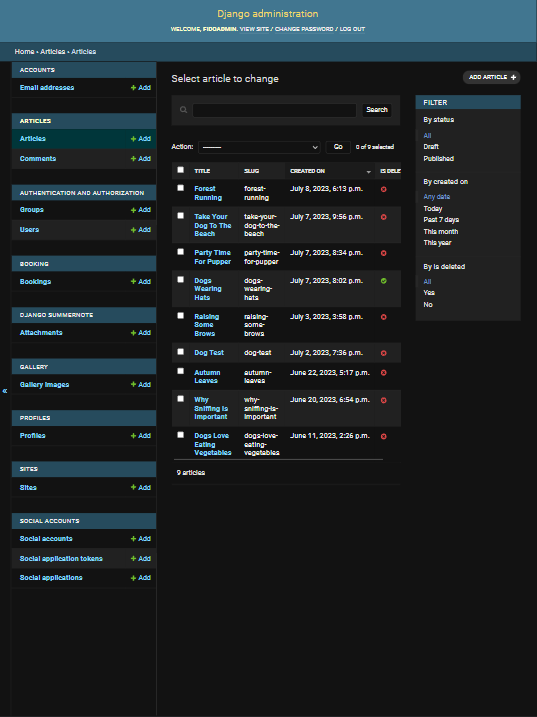 Django administration
WELCOME, FIDOADMIN. VIEW SITE / CHANGE PASSWORD / LOG OUT
Home › Articles › Articles
ACCOUNTS
Email addresses + Add
ARTICLES
Articles + Add
Comments + Add
AUTHENTICATION AND AUTHORIZATION
Groups + Add
Users + Add
BOOKING
Bookings + Add
DJANGO SUMMERNOTE
Attachments + Add
GALLERY
Gallery Images + Add
PROFILES
Profiles + Add
SITES
Sites + Add
SOCIAL ACCOUNTS
Social accounts + Add
Social application tokens + Add
Social applications + Add
«
Select article to change
ADD ARTICLE +
Search
Action: --------- Go 0 of 9 selected
TITLE SLUG CREATED ON IS DELE
Forest forest- July 8, 2023, 6:13 p.m.
Running running
Take Your take-your- July 7, 2023, 9:56 p.m.
Dog To The dog-to-the-
Beach beach
Party Time party-time- July 7, 2023, 8:34 p.m.
For Pupper for-pupper
Dogs dogs- July 7, 2023, 8:02 p.m.
Wearing wearing-
Hats hats
Raising raising- July 3, 2023, 3:58 p.m.
Some some-
Brows brows
Dog Test dog-test July 2, 2023, 7:36 p.m.
Autumn autumn- June 22, 2023, 5:17 p.m.
Leaves leaves
Why why- June 20, 2023, 6:54 p.m.
Sniffing Is sniffing-is-
Important important
Dogs Love dogs-love- June 11, 2023, 2:26 p.m.
Eating eating-
Vegetables vegetables
9 articles
FILTER
By status
All
Draft
Published
By created on
Any date
Today
Past 7 days
This month
This year
By is deleted
All
Yes
No